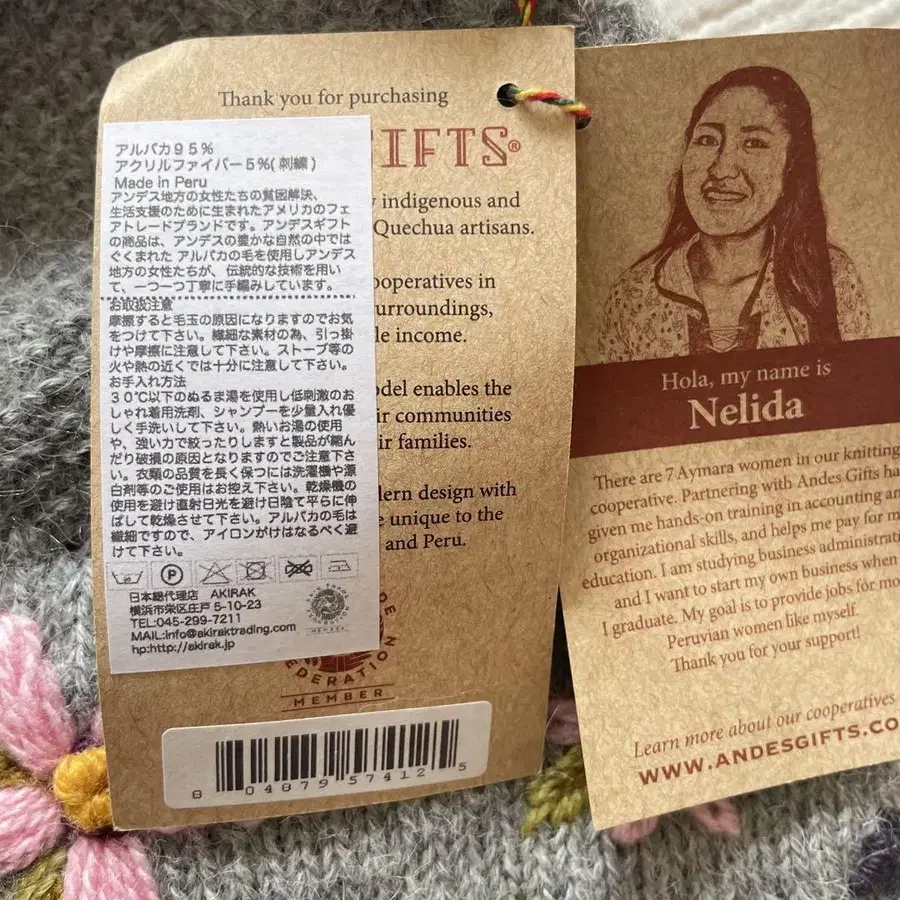 Thank you for purchasing
IFTS®
indigenous and
Quechua artisans.
ooperatives in
urroundings,
le income.
odel enables the
ir communities
ir families.
ern design with
unique to the
and Peru.
アルパカ95%
アクリルファイバー5%(刺繍)
Made in Peru
アンデス地方の女性たちの貧困解決、
生活支援のために生まれたアメリカのフェ
アトレードブランドです。アンデスギフト
の商品は、アンデスの豊かな自然の中では
ぐくまれた アルパカの毛を使用しアンデス
地方の女性たちが、伝統的な技術を用い
て、一つ一つ丁寧に手編みしています。
お取扱注意
摩擦すると毛玉の原因になりますのでお気
をつけて下さい。繊細な素材の為、引っ掛
けや摩擦に注意して下さい。ストーブ等の
火や熱の近くでは十分に注意して下さい。
お手入れ方法
30℃以下のぬるま湯を使用し低刺激のお
しゃれ着用洗剤、シャンプーを少量入れ優
しく手洗いして下さい。熱いお湯の使用
や、強い力で絞ったりしますと製品が縮ん
だり破損の原因となりますのでご注意下さ
い。衣類の品質を長く保つには洗濯機や漂
白剤等のご使用はお控え下さい。乾燥機の
使用を避け直射日光を避け日陰で平らに伸
ばして乾燥させて下さい。アルパカの毛は
繊細ですので、アイロンがけはなるべく避
けて下さい。
P
日本総代理店 AKIRAK
横浜市栄区庄戸 5-10-23
TEL:045-299-7211
MAIL:info@akiraktrading.com
hp:http://akirak.jp
DERATION
MEMBER
8 04879 57412 5
Hola, my name is
Nelida
There are 7 Aymara women in our knitting
cooperative. Partnering with Andes Gifts ha
given me hands-on training in accounting an
organizational skills, and helps me pay for m
education. I am studying business administrati
and I want to start my own business when
I graduate. My goal is to provide jobs for mo
Peruvian women like myself.
Thank you for your support!
Learn more about our cooperatives
WWW.ANDESGIFTS.CO